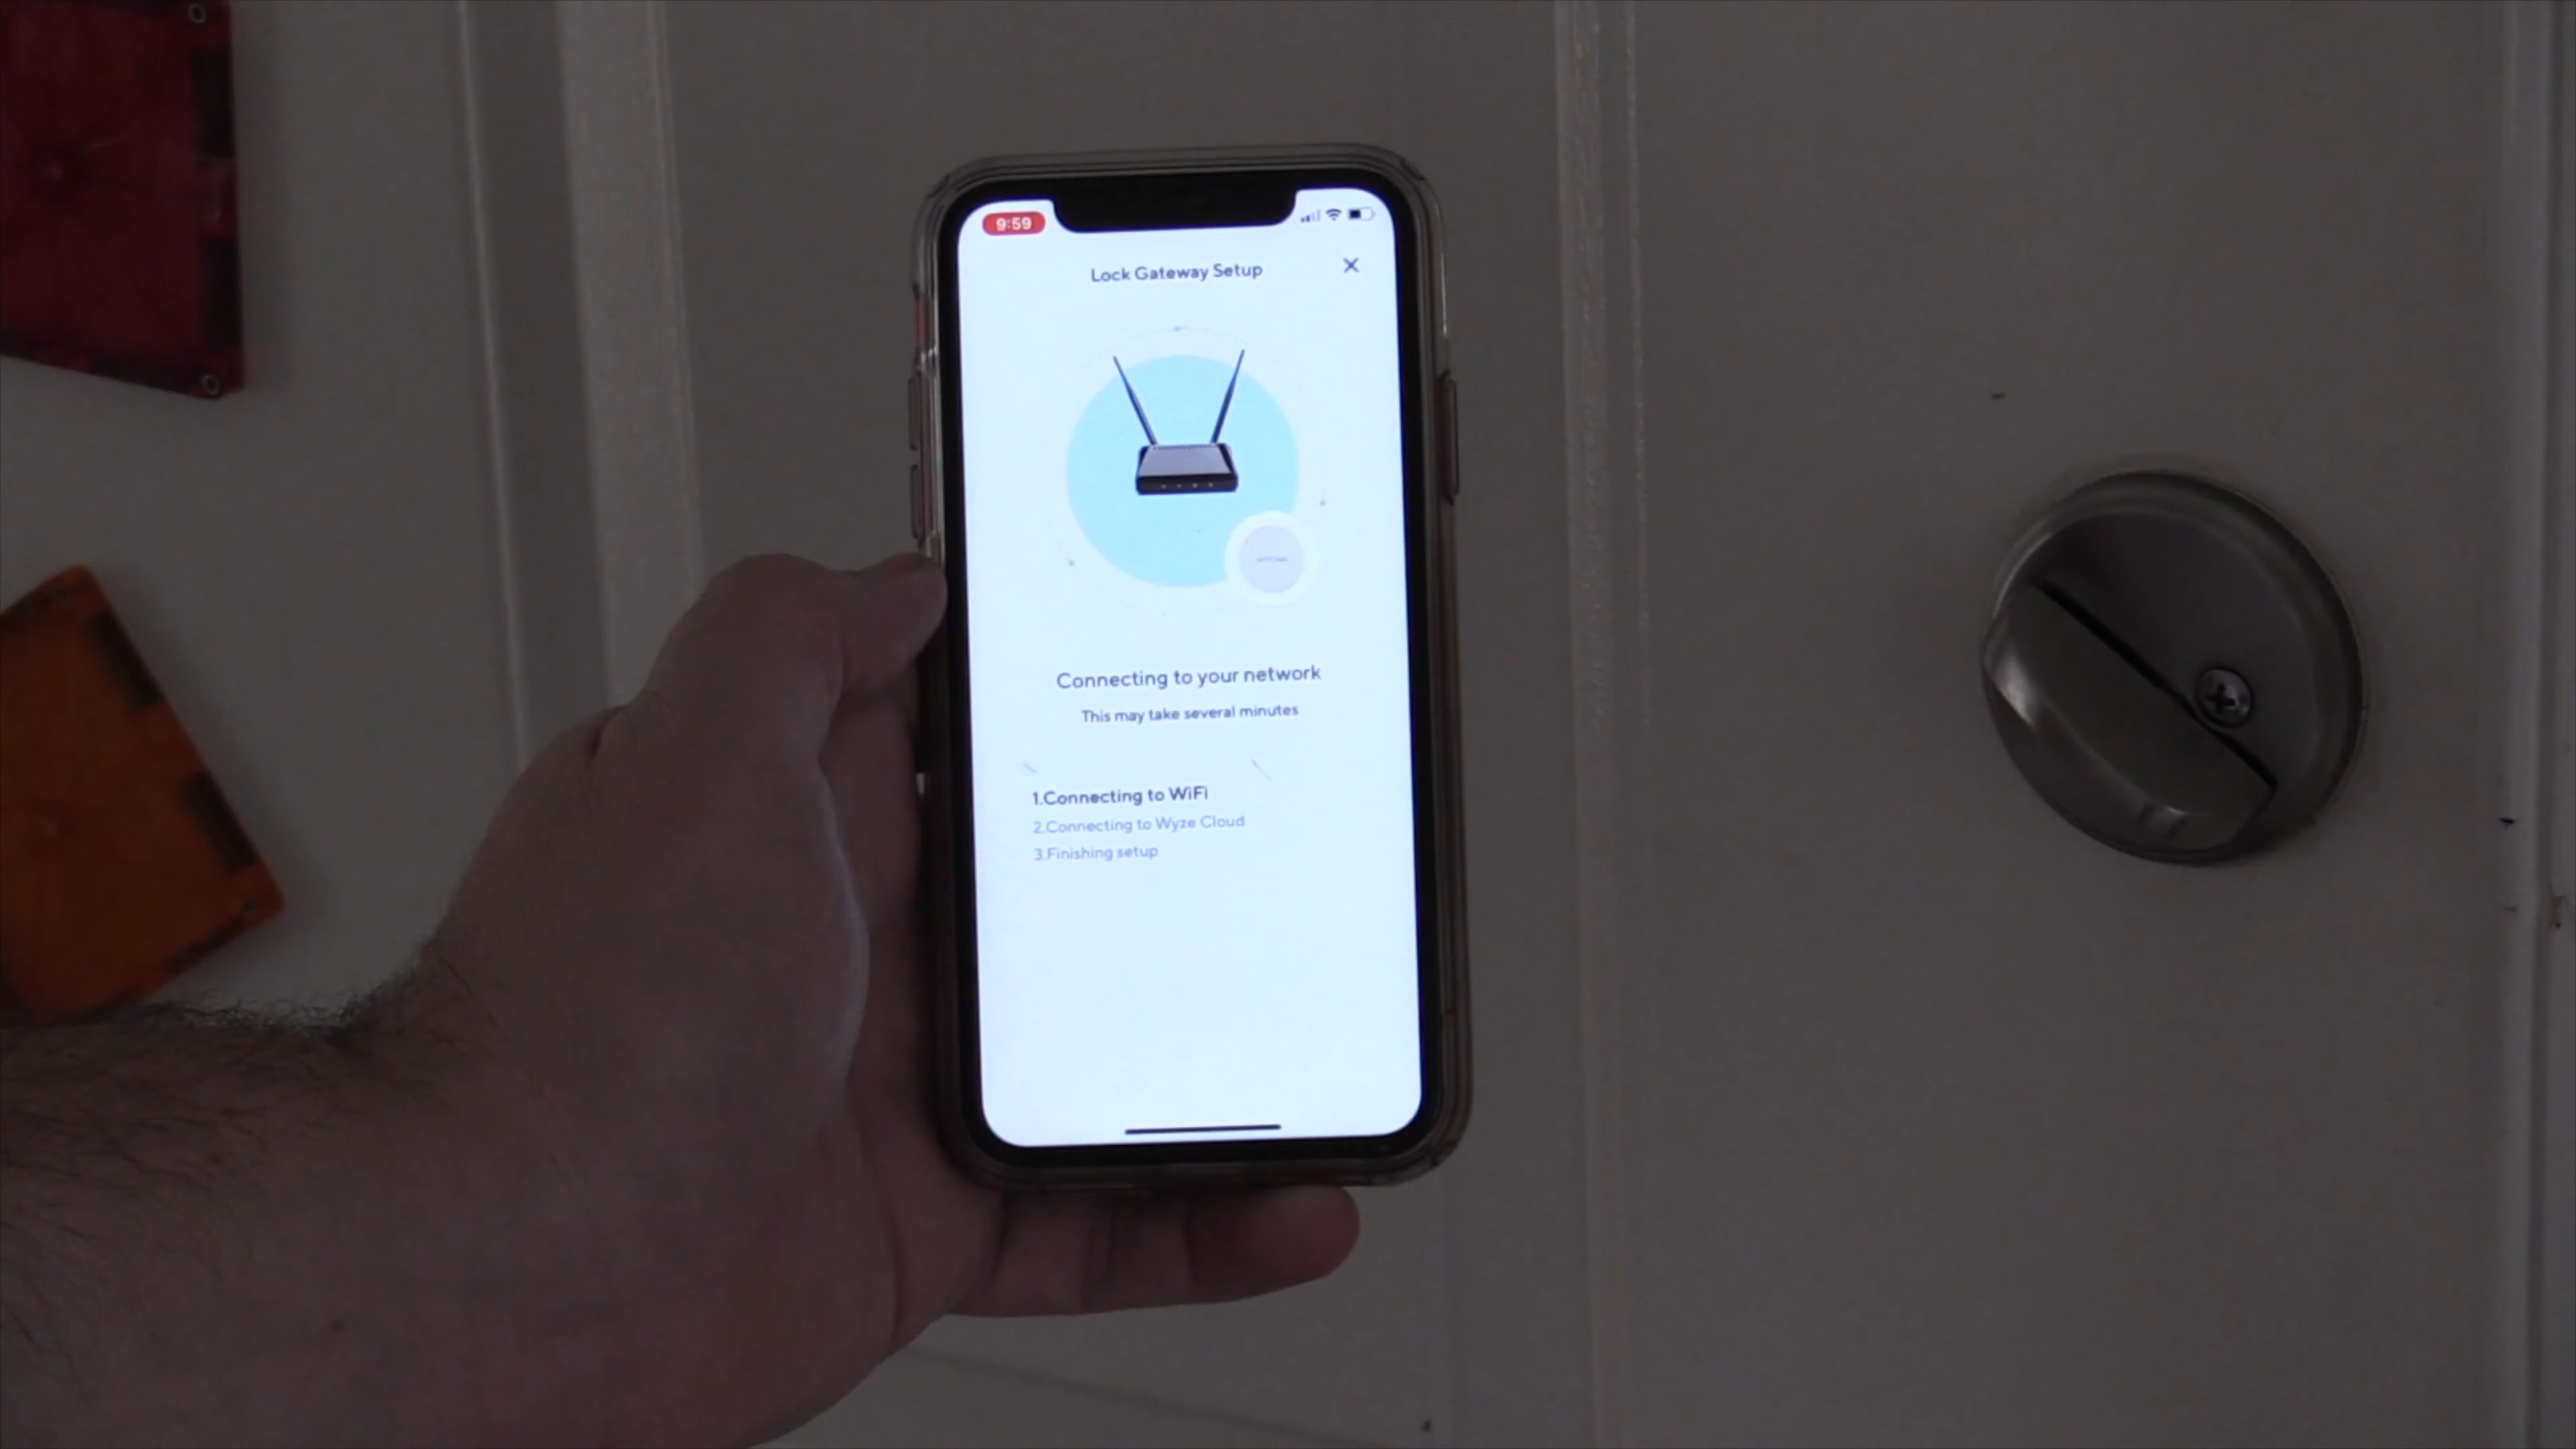 9:59
Lock Gateway Setup
Connecting to your network
This may take several minutes
1.Connecting to WiFi
2.Connecting to Wyze Cloud
3.Finishing setup